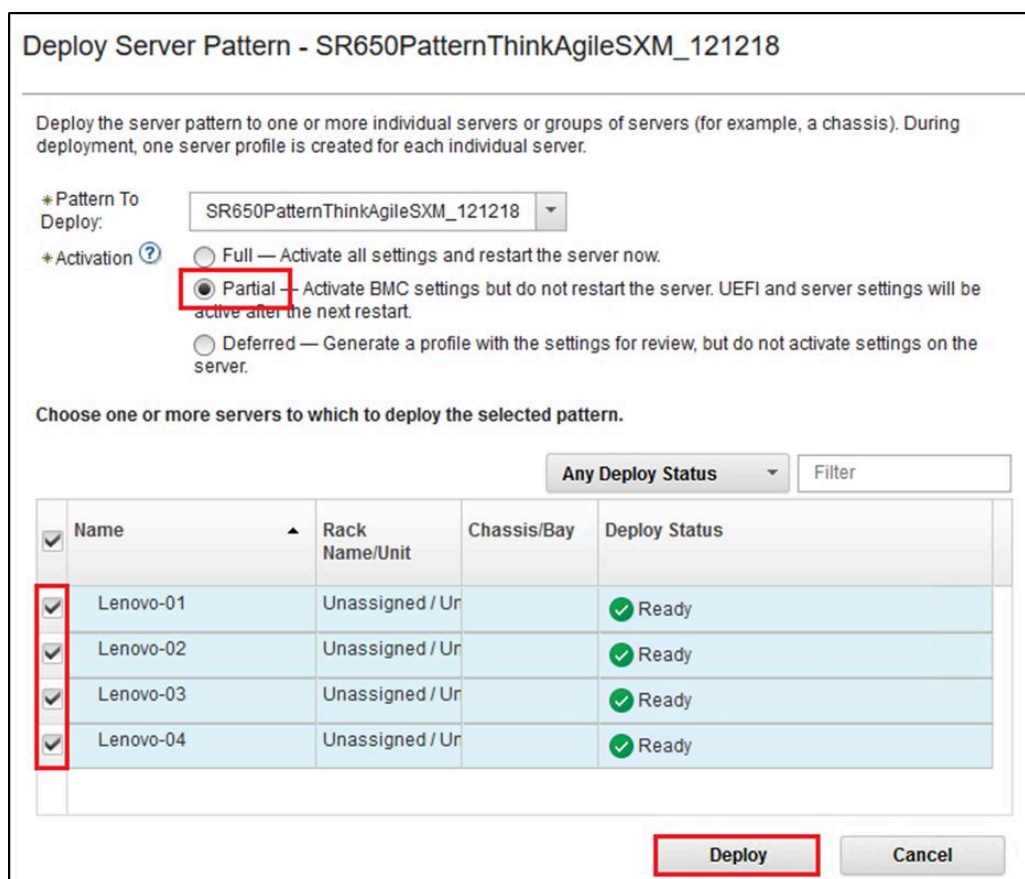 Deploy Server Pattern - SR650PatternThinkAgileSXM_121218
Deploy the server pattern to one or more individual servers or groups of servers (for example, a chassis). During
deployment, one server profile is created for each individual server.
*Pattern To
Deploy:
SR650PatternThinkAgileSXM_121218
*Activation ?
Full — Activate all settings and restart the server now.
Partial — Activate BMC settings but do not restart the server. UEFI and server settings will be
active after the next restart.
Deferred — Generate a profile with the settings for review, but do not activate settings on the
server.
Choose one or more servers to which to deploy the selected pattern.
Any Deploy Status Filter
Name Rack Chassis/Bay Deploy Status
Name/Unit
Lenovo-01 Unassigned / Un Ready
Lenovo-02 Unassigned / Un Ready
Lenovo-03 Unassigned / Un Ready
Lenovo-04 Unassigned / Un Ready
Deploy Cancel